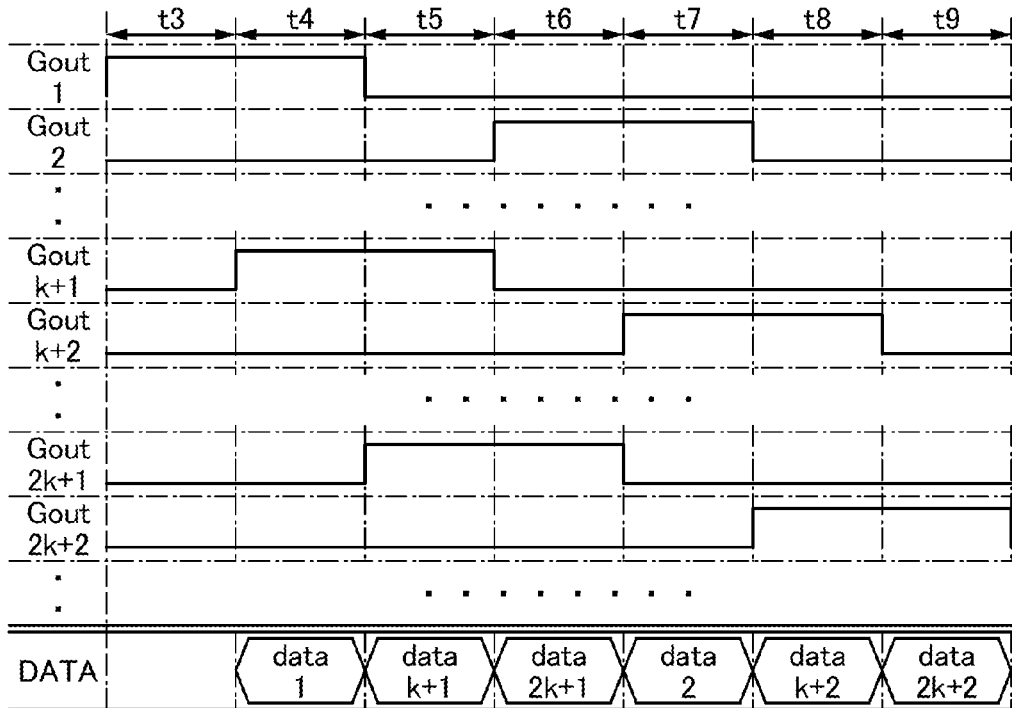 t3 t4 t5 t6 t7 t8 t9
Gout
1
Gout
2
Gout
k+1
Gout
k+2
Gout
2k+1
Gout
2k+2
DATA
data
1
data
k+1
data
2k+1
data
2
data
k+2
data
2k+2